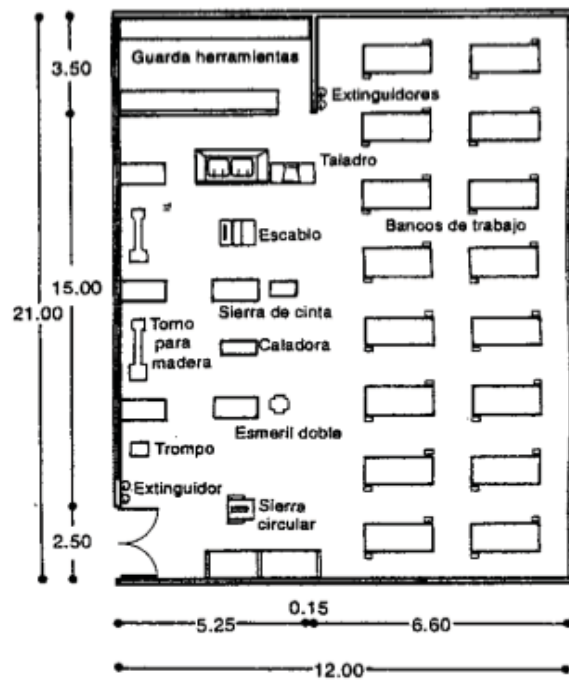 3.50
Guarda herramientas
Extinguidores
Taladro
Bancos de trabajo
Escablo
15.00
21.00
Sierra de cinta
Torno
para
madera
Caladora
Esmeril doble
Trompo
Extinguidor
Sierra
circular
2.50
0.15
5.25
6.60
12.00